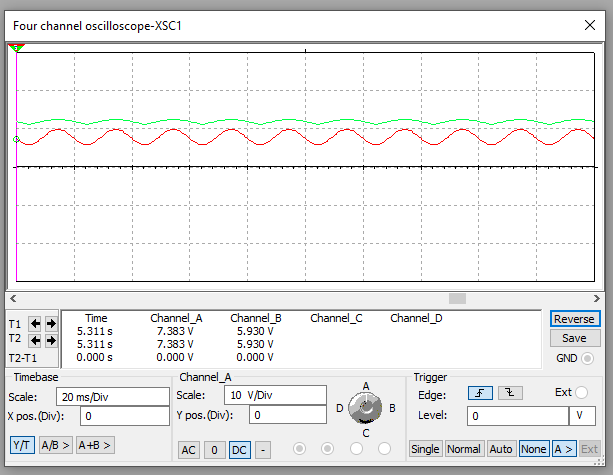 Four channel oscilloscope-XSC1
T1
T2
T2-T1
Time Channel_A Channel_B Channel_C Channel_D
5.311 s 7.383 V 5.930 V
5.311 s 7.383 V 5.930 V
0.000 s 0.000 V 0.000 V
Reverse
Save
GND
Timebase
Scale: 20 ms/Div
X pos.(Div): 0
Y/T A/B > A+B >
Channel_A
Scale: 10 V/Div
Y pos.(Div): 0
AC 0 DC -
A
D B
C
Trigger
Edge: Ext
Level: 0 V
Single Normal Auto None A > Ext